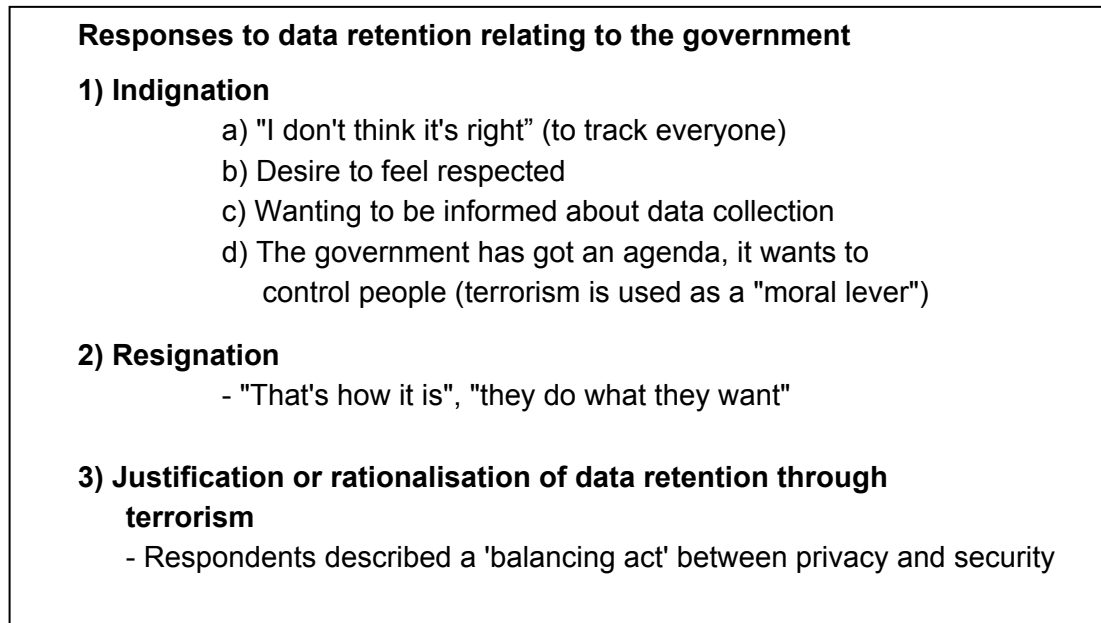 Responses to data retention relating to the government
1) Indignation
a) "I don't think it's right” (to track everyone)
b) Desire to feel respected
c) Wanting to be informed about data collection
d) The government has got an agenda, it wants to
control people (terrorism is used as a "moral lever")
2) Resignation
- "That's how it is", "they do what they want"
3) Justification or rationalisation of data retention through
terrorism
- Respondents described a 'balancing act' between privacy and security